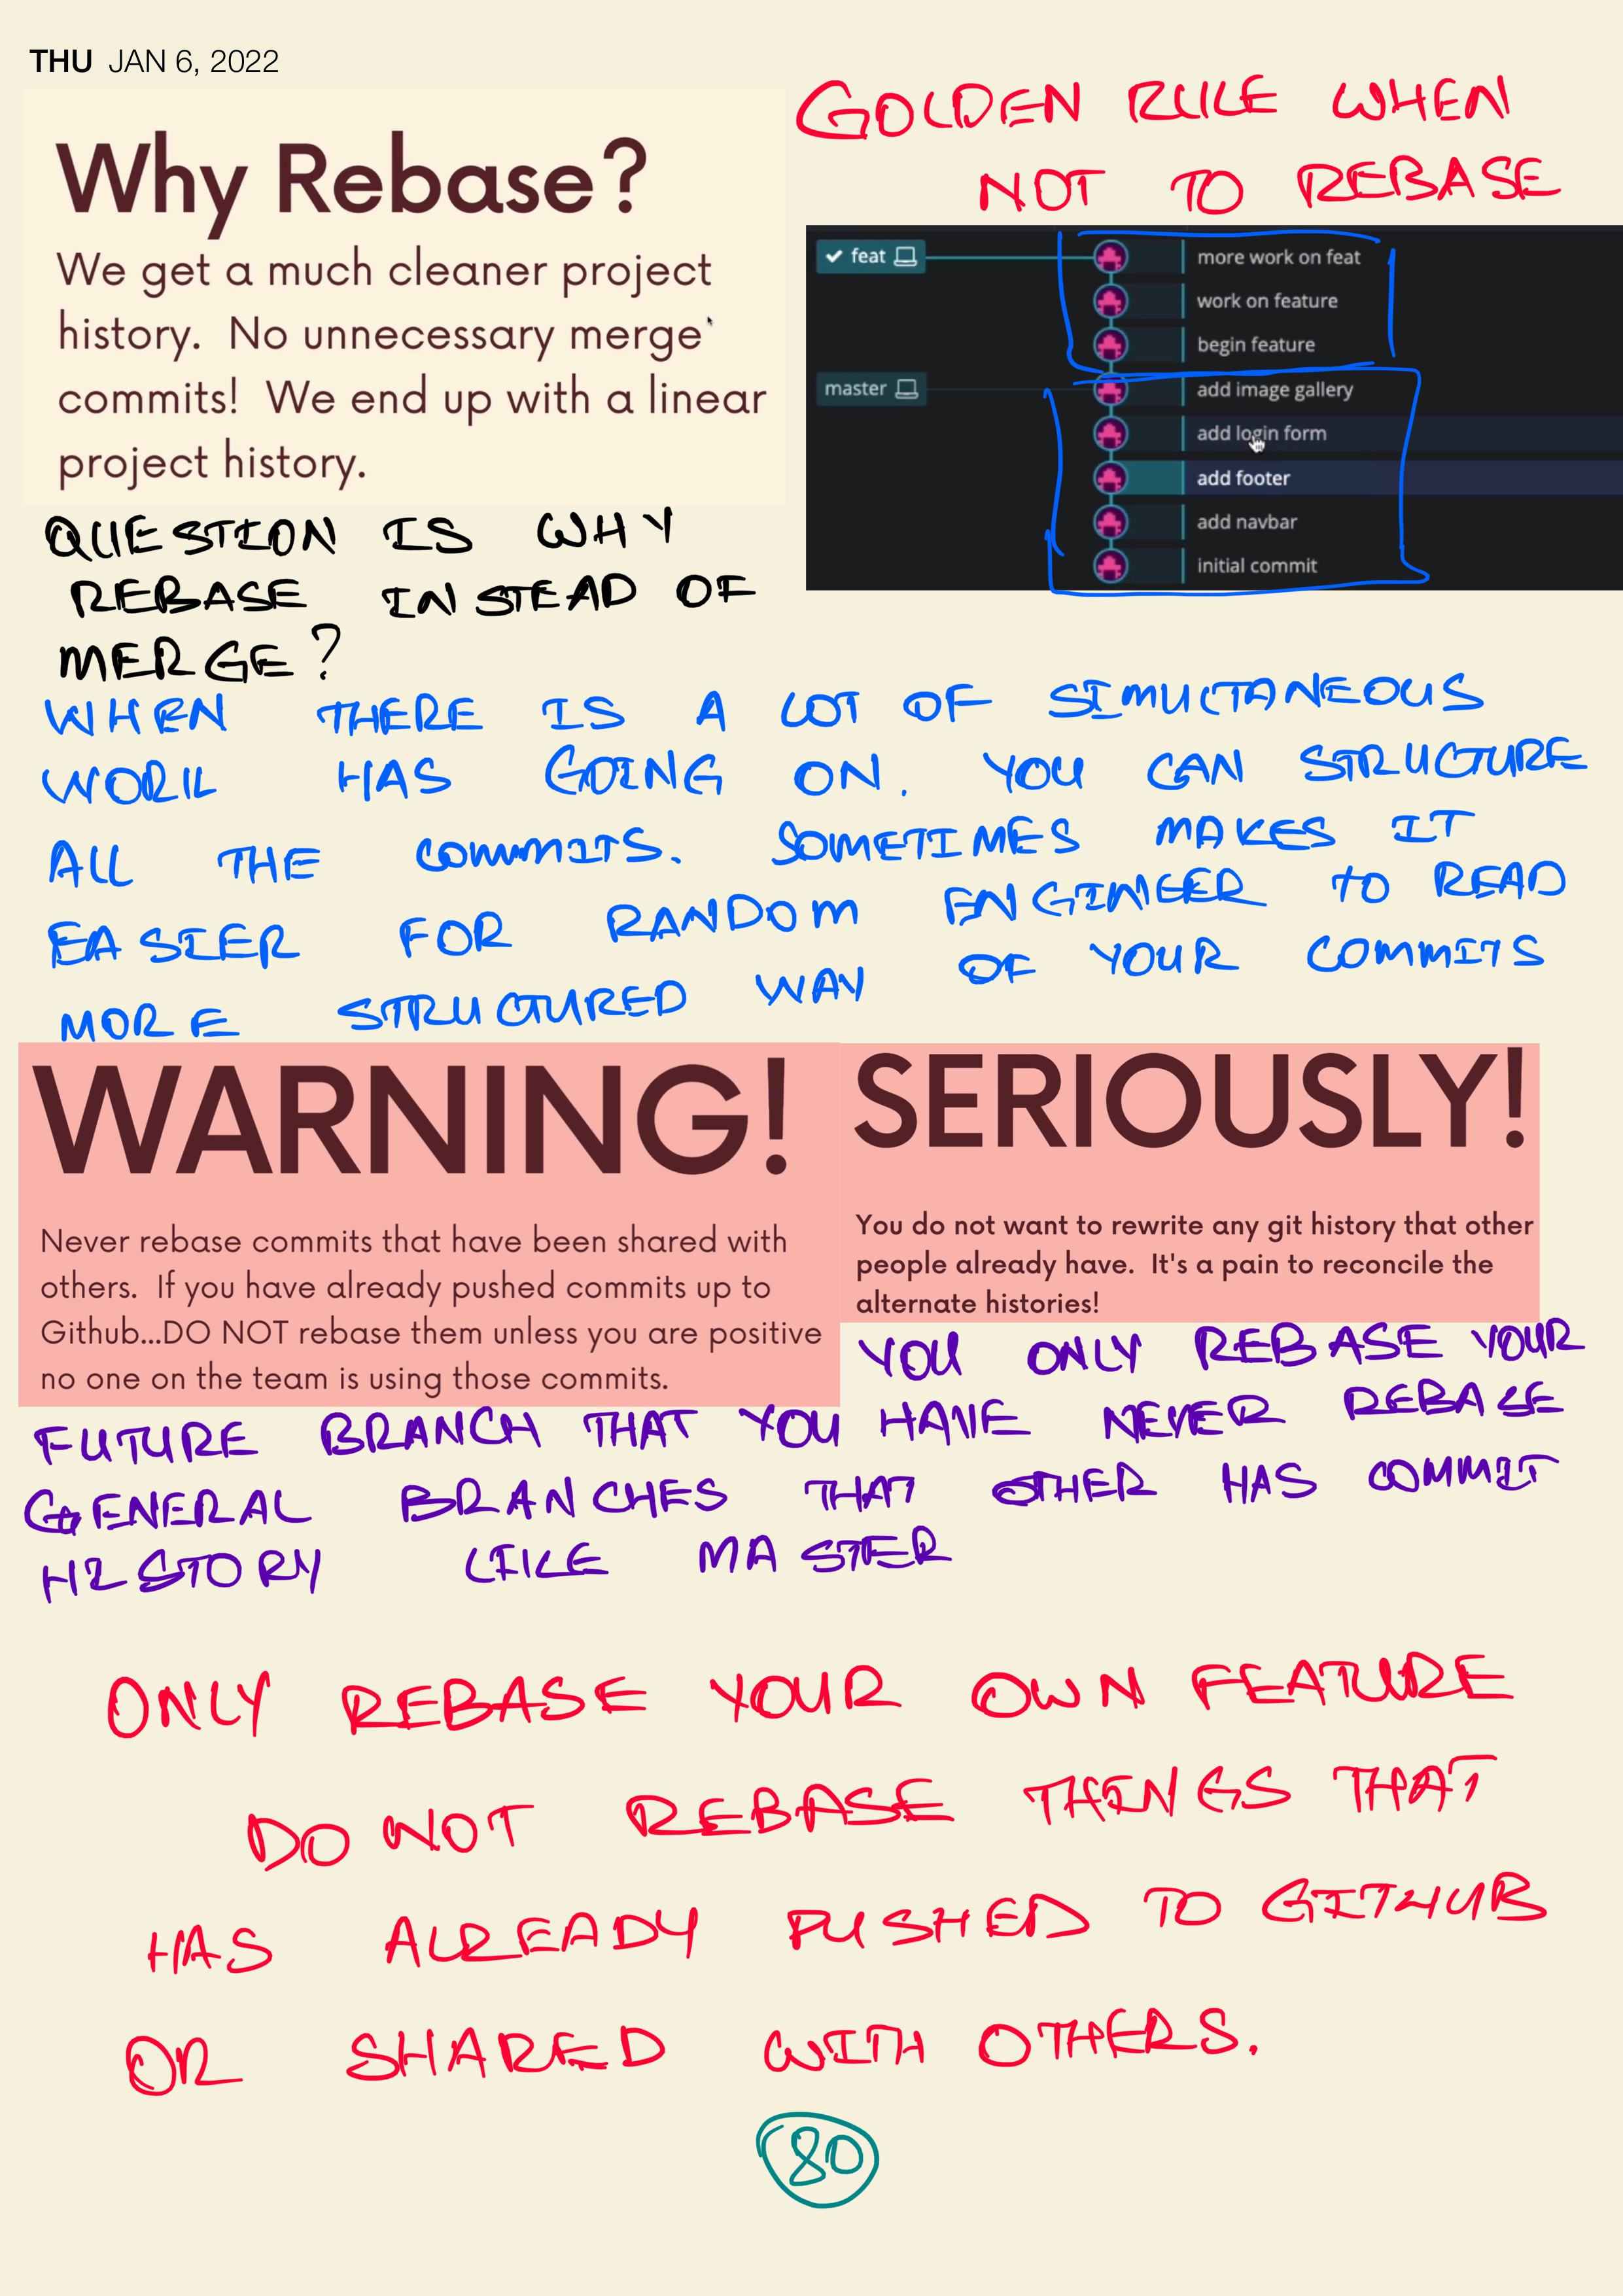 THU JAN 6, 2022
Why Rebase?
We get a much cleaner project
history. No unnecessary merge
commits! We end up with a linear
project history.
GOLDEN RULE WHEN
NOT TO REBASE
feat
more work on feat
work on feature
begin feature
master
add image gallery
add login form
add footer
add navbar
initial commit
QUESTION IS WHY
REBASE INSTEAD OF
MERGE?
WHEN THERE IS A LOT OF SIMULTANEOUS
WORK HAS GOING ON. YOU CAN STRUCTURE
ALL THE COMMITS. SOMETIMES MAKES IT
EASIER FOR RANDOM ENGINEER TO READ
MORE STRUCTURED WAY OF YOUR COMMITS
WARNING!
Never rebase commits that have been shared with
others. If you have already pushed commits up to
Github...DO NOT rebase them unless you are positive
no one on the team is using those commits.
SERIOUSLY!
You do not want to rewrite any git history that other
people already have. It's a pain to reconcile the
alternate histories!
YOU ONLY REBASE YOUR
FUTURE BRANCH THAT YOU HAVE NEVER REBASE
GENERAL BRANCHES THAT OTHER HAS COMMIT
HISTORY LIKE MASTER
ONLY REBASE YOUR OWN FEATURE
DO NOT REBASE THINGS THAT
HAS ALREADY PUSHED TO GITHUB
OR SHARED WITH OTHERS.
80